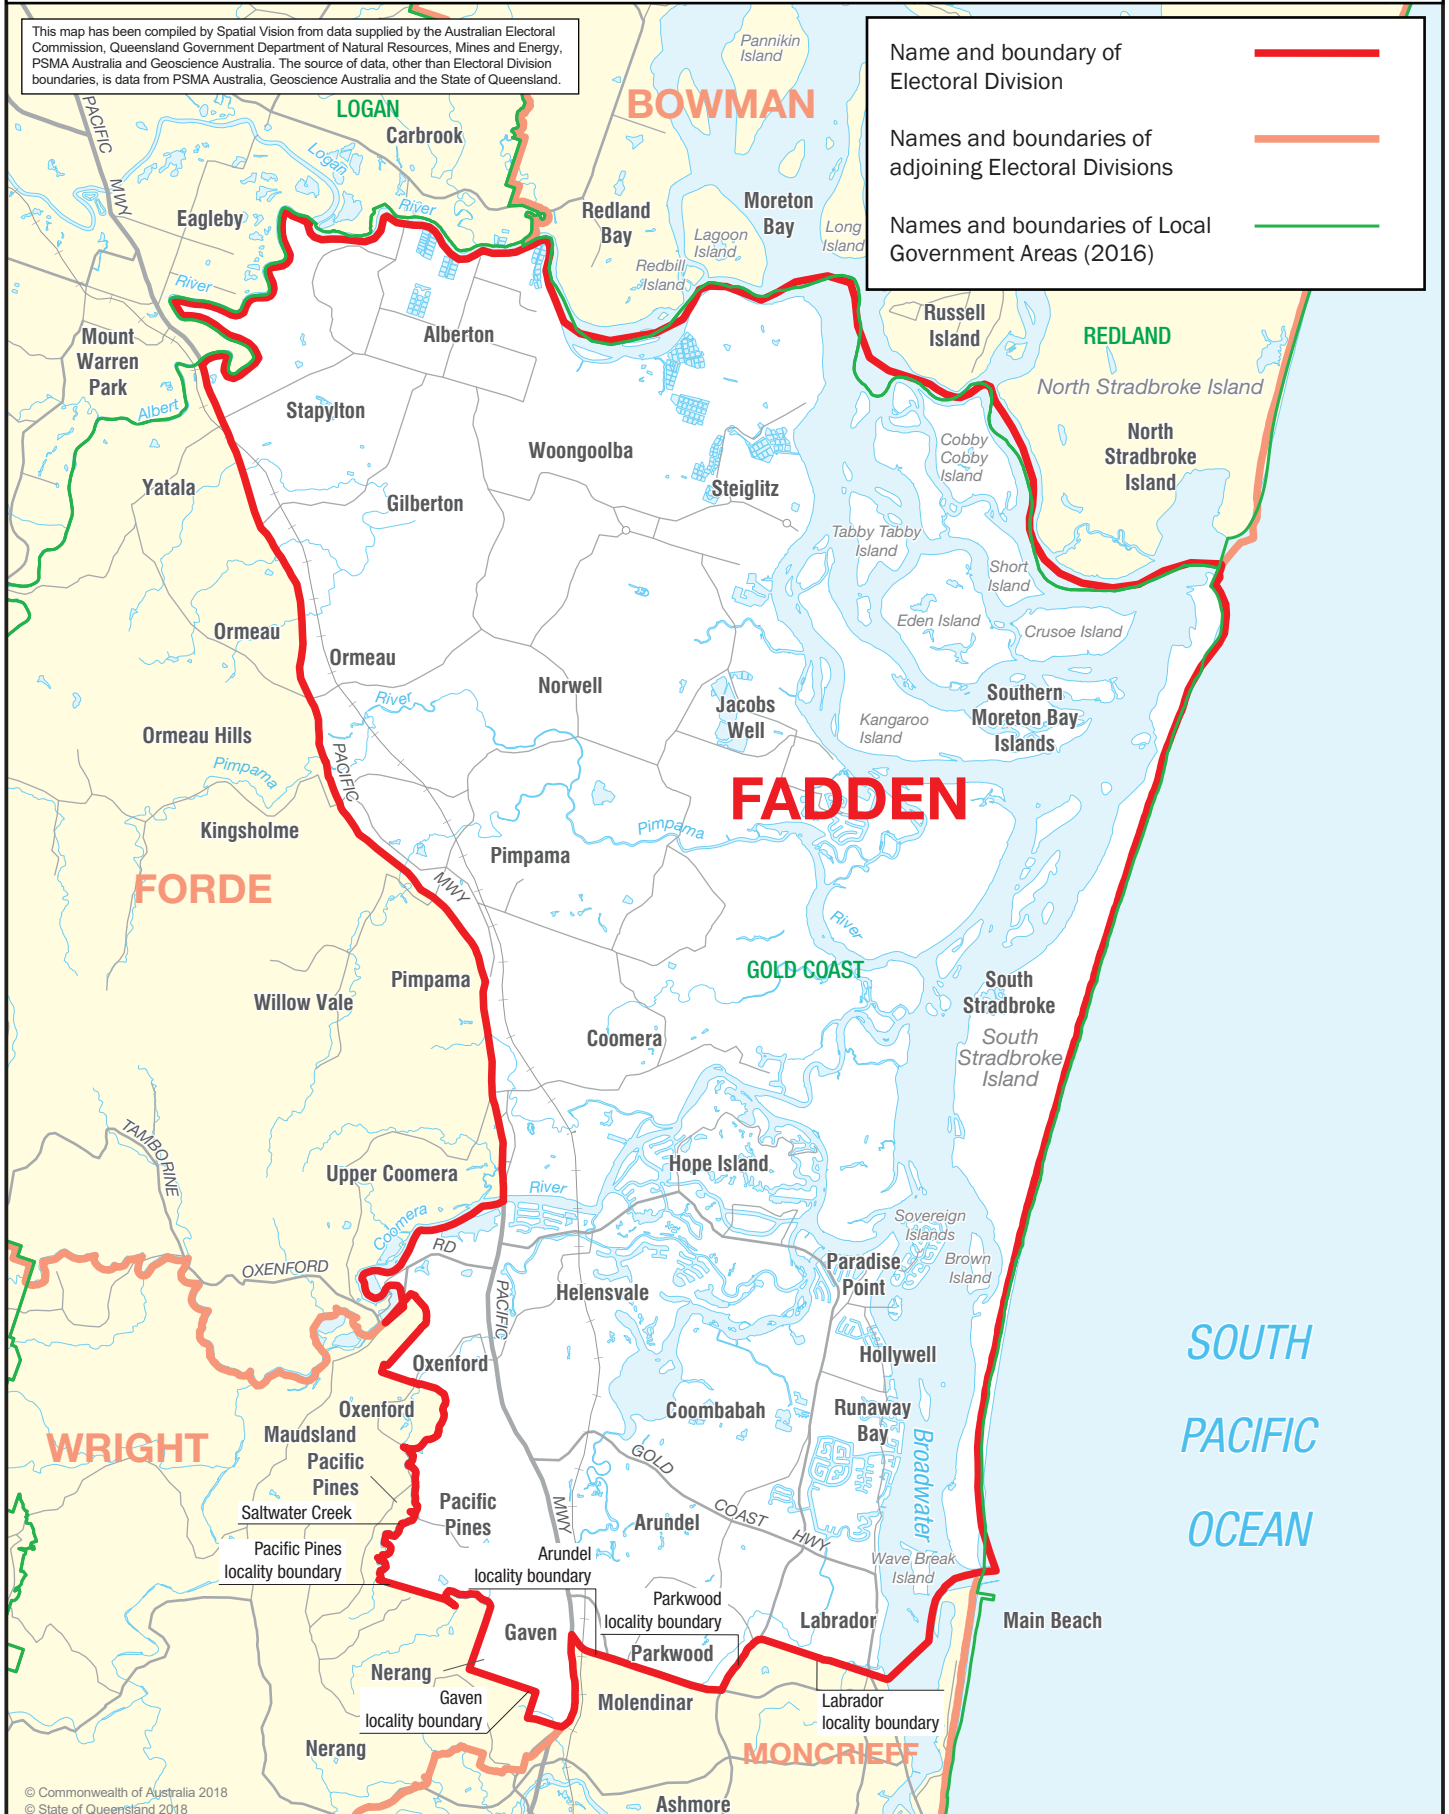 This map has been compiled by Spatial Vision from data supplied by the Australian Electoral
Commission, Queensland Government Department of Natural Resources, Mines and Energy,
PSMA Australia and Geoscience Australia. The source of data, other than Electoral Division
boundaries, is data from PSMA Australia, Geoscience Australia and the State of Queensland.
Name and boundary of
Electoral Division
Names and boundaries of
adjoining Electoral Divisions
Names and boundaries of Local
Government Areas (2016)
Pannikin
Island
BOWMAN
LOGAN
Carbrook
PACIFIC
MWY
Logan
River
Eagleby
Redland
Bay
Moreton
Bay
Lagoon
Island
Long
Island
Redbill
Island
River
Russell
Island
REDLAND
Mount
Warren
Park
Alberton
North Stradbroke Island
Albert
Stapylton
North
Stradbroke
Island
Cobby
Cobby
Island
Woongoolba
Yatala
Steiglitz
Gilberton
Tabby Tabby
Island
Short
Island
Eden Island
Crusoe Island
Ormeau
Ormeau
River
Norwell
Jacobs
Well
Southern
Moreton Bay
Islands
Kangaroo
Island
Ormeau Hills
Pimpama
PACIFIC
FADDEN
Kingsholme
Pimpama
Pimpama
FORDE
MWY
River
GOLD COAST
Pimpama
Willow Vale
South
Stradbroke
South
Stradbroke
Island
Coomera
TAMBORINE
Upper Coomera
Hope Island
River
Coomera
RD
Sovereign
Islands
OXENFORD
Paradise
Point
Brown
Island
Helensvale
PACIFIC
SOUTH
PACIFIC
OCEAN
Hollywell
Oxenford
Oxenford
Coombabah
Runaway
Bay
Maudsland
WRIGHT
Pacific
Pines
GOLD
COAST
HWY
Broadwater
Saltwater Creek
Pacific
Pines
MWY
Arundel
Pacific Pines
locality boundary
Arundel
locality boundary
Wave Break
Island
Parkwood
locality boundary
Labrador
Main Beach
Gaven
Parkwood
Nerang
Gaven
locality boundary
Molendinar
Labrador
locality boundary
Nerang
MONCRIEFF
© Commonwealth of Australia 2018
© State of Queensland 2018
Ashmore